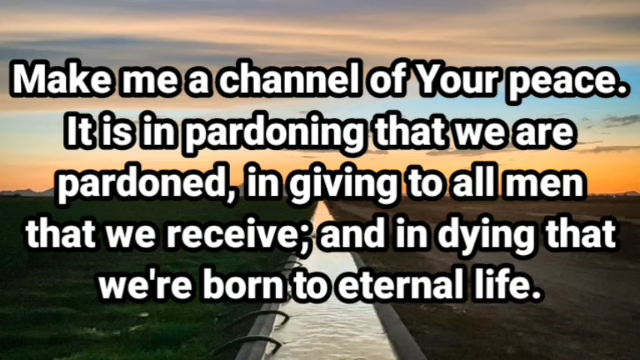 Make me a channel of Your peace.
It is in pardoning that we are
pardoned, in giving to all men
that we receive; and in dying that
we're born to eternal life.